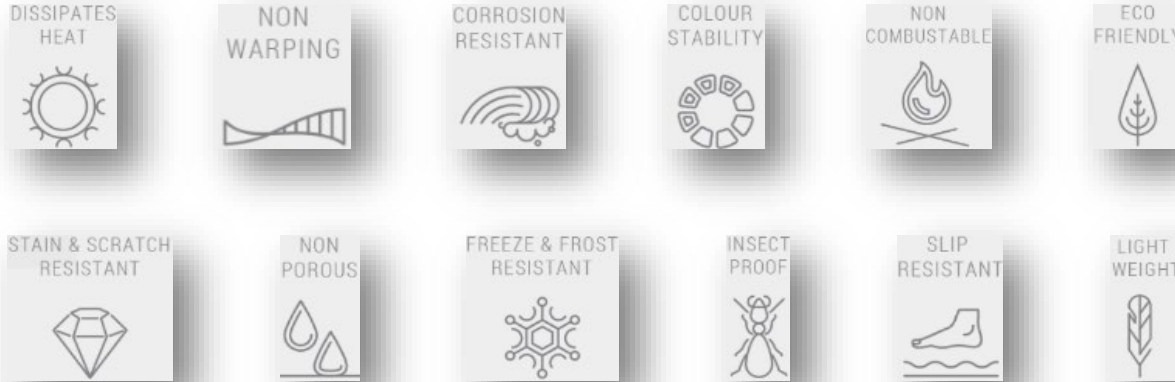 DISSIPATES
HEAT
NON
WARPING
CORROSION
RESISTANT
COLOUR
STABILITY
NON
COMBUSTABLE
ECO
FRIENDLY
STAIN & SCRATCH
RESISTANT
NON
POROUS
FREEZE & FROST
RESISTANT
INSECT
PROOF
SLIP
RESISTANT
LIGHT
WEIGHT